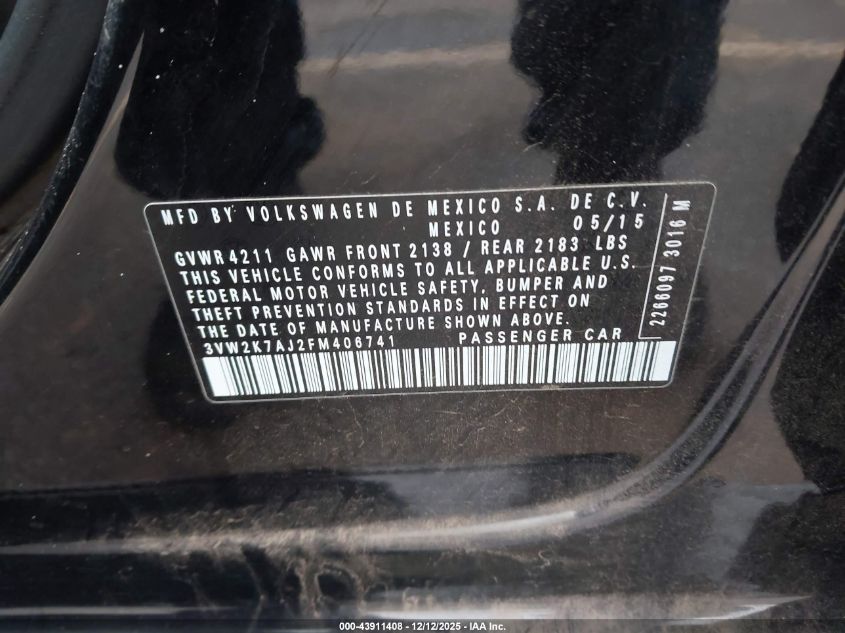 MFD BY VOLKSWAGEN DE MEXICO S.A. DE C.V.
MEXICO 05/15
GVWR 4211 GAWR FRONT 2138 / REAR 2183 LBS
THIS VEHICLE CONFORMS TO ALL APPLICABLE U.S.
FEDERAL MOTOR VEHICLE SAFETY, BUMPER AND
THEFT PREVENTION STANDARDS IN EFFECT ON
THE DATE OF MANUFACTURE SHOWN ABOVE.
3VW2K7AJ2FM406741 PASSENGER CAR
2266097 3016 M
000-43911408 - 12/12/2025 - IAA Inc.